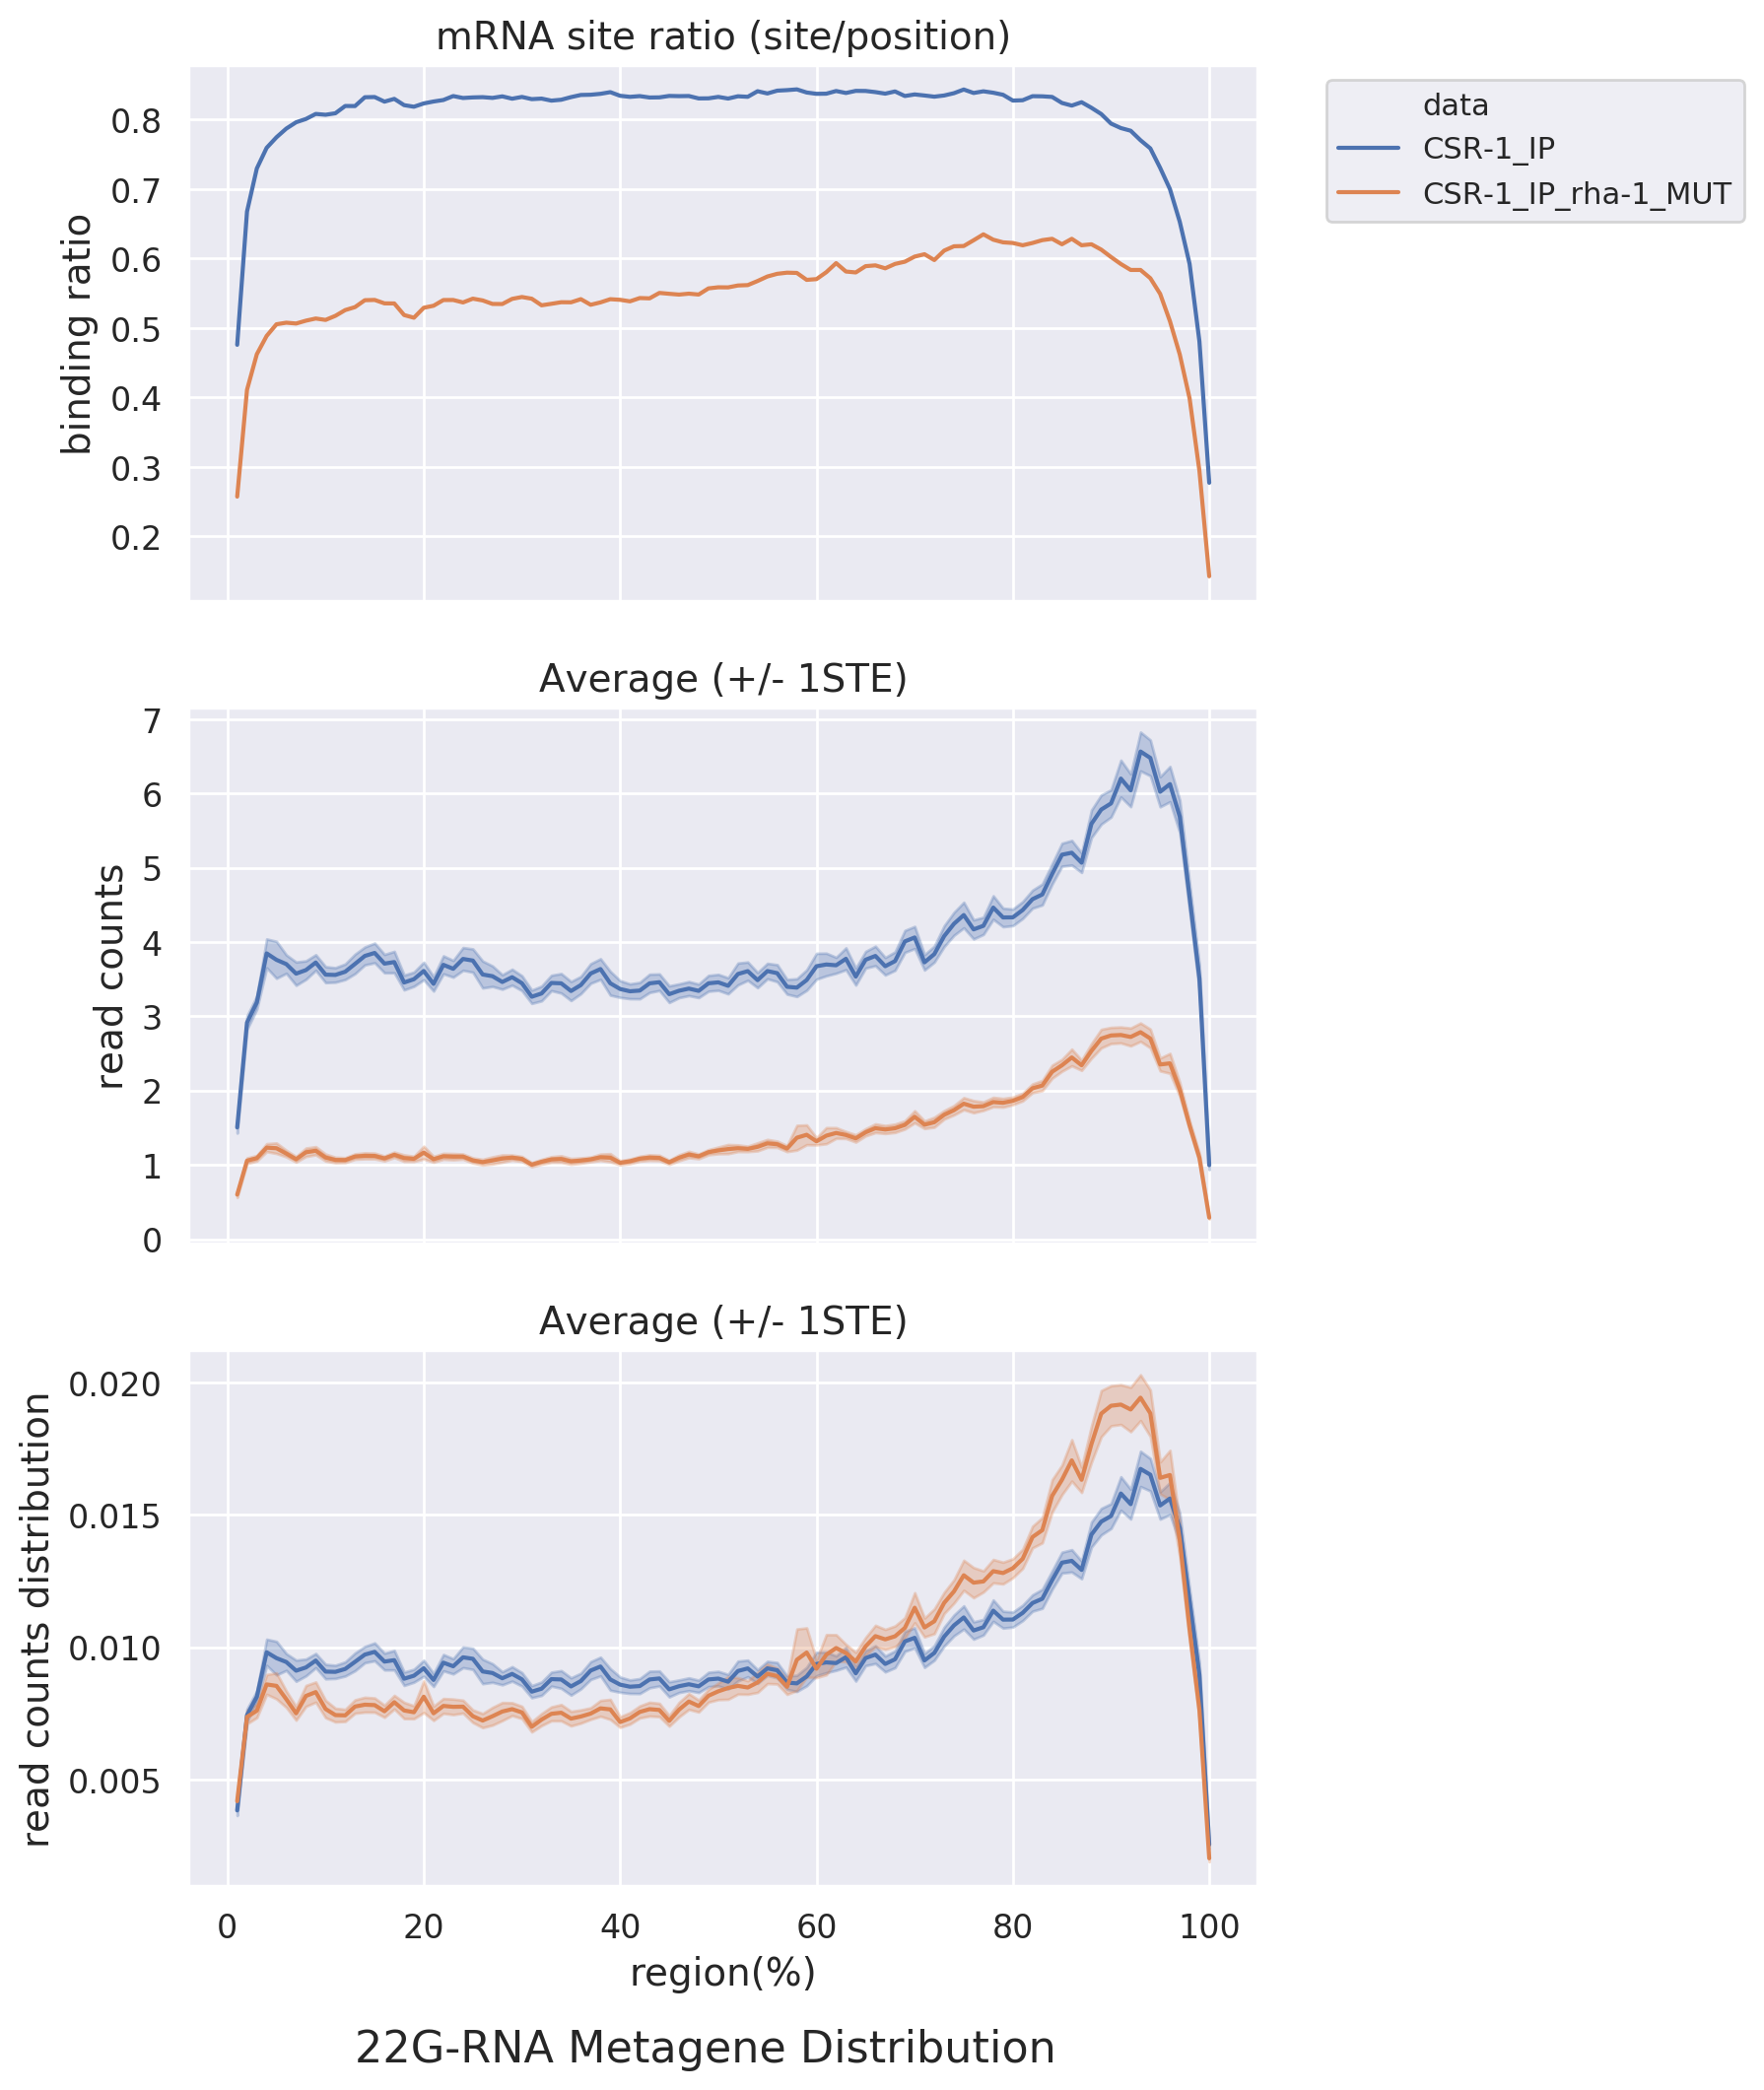 mRNA site ratio (site/position)
binding ratio
0.8
0.7
0.6
0.5
0.4
0.3
0.2
data
CSR-1_IP
CSR-1_IP_rha-1_MUT
Average (+/- 1STE)
read counts
7
6
5
4
3
2
1
0
Average (+/- 1STE)
read counts distribution
0.020
0.015
0.010
0.005
0 20 40 60 80 100
region(%)
22G-RNA Metagene Distribution